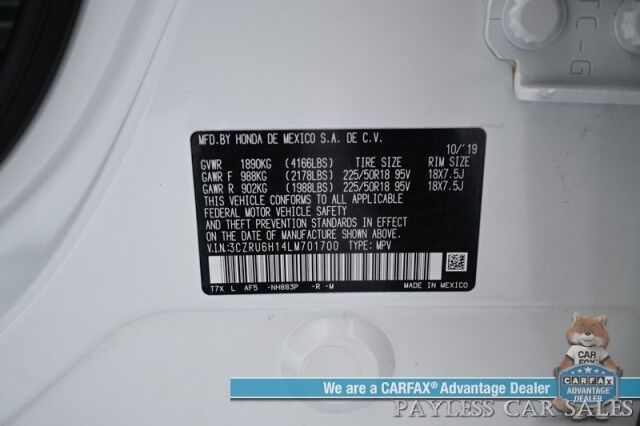 TC-G
MFD.BY HONDA DE MEXICO S.A. DE C.V. 10/'19
GVWR 1890KG (4166LBS) TIRE SIZE RIM SIZE
GAWR F 988KG (2178LBS) 225/50R18 95V 18X7.5J
GAWR R 902KG (1988LBS) 225/50R18 95V 18X7.5J
THIS VEHICLE CONFORMS TO ALL APPLICABLE
FEDERAL MOTOR VEHICLE SAFETY
AND THEFT PREVENTION STANDARDS IN EFFECT
ON THE DATE OF MANUFACTURE SHOWN ABOVE.
V.I.N:3CZRU6H14LM701700 TYPE: MPV
T7X L AF5 -NH883P -R -M MADE IN MEXICO
We are a CARFAX® Advantage Dealer
CAR
FOX
CARFAX
ADVANTAGE
DEALER
PAYLESS CAR SALES